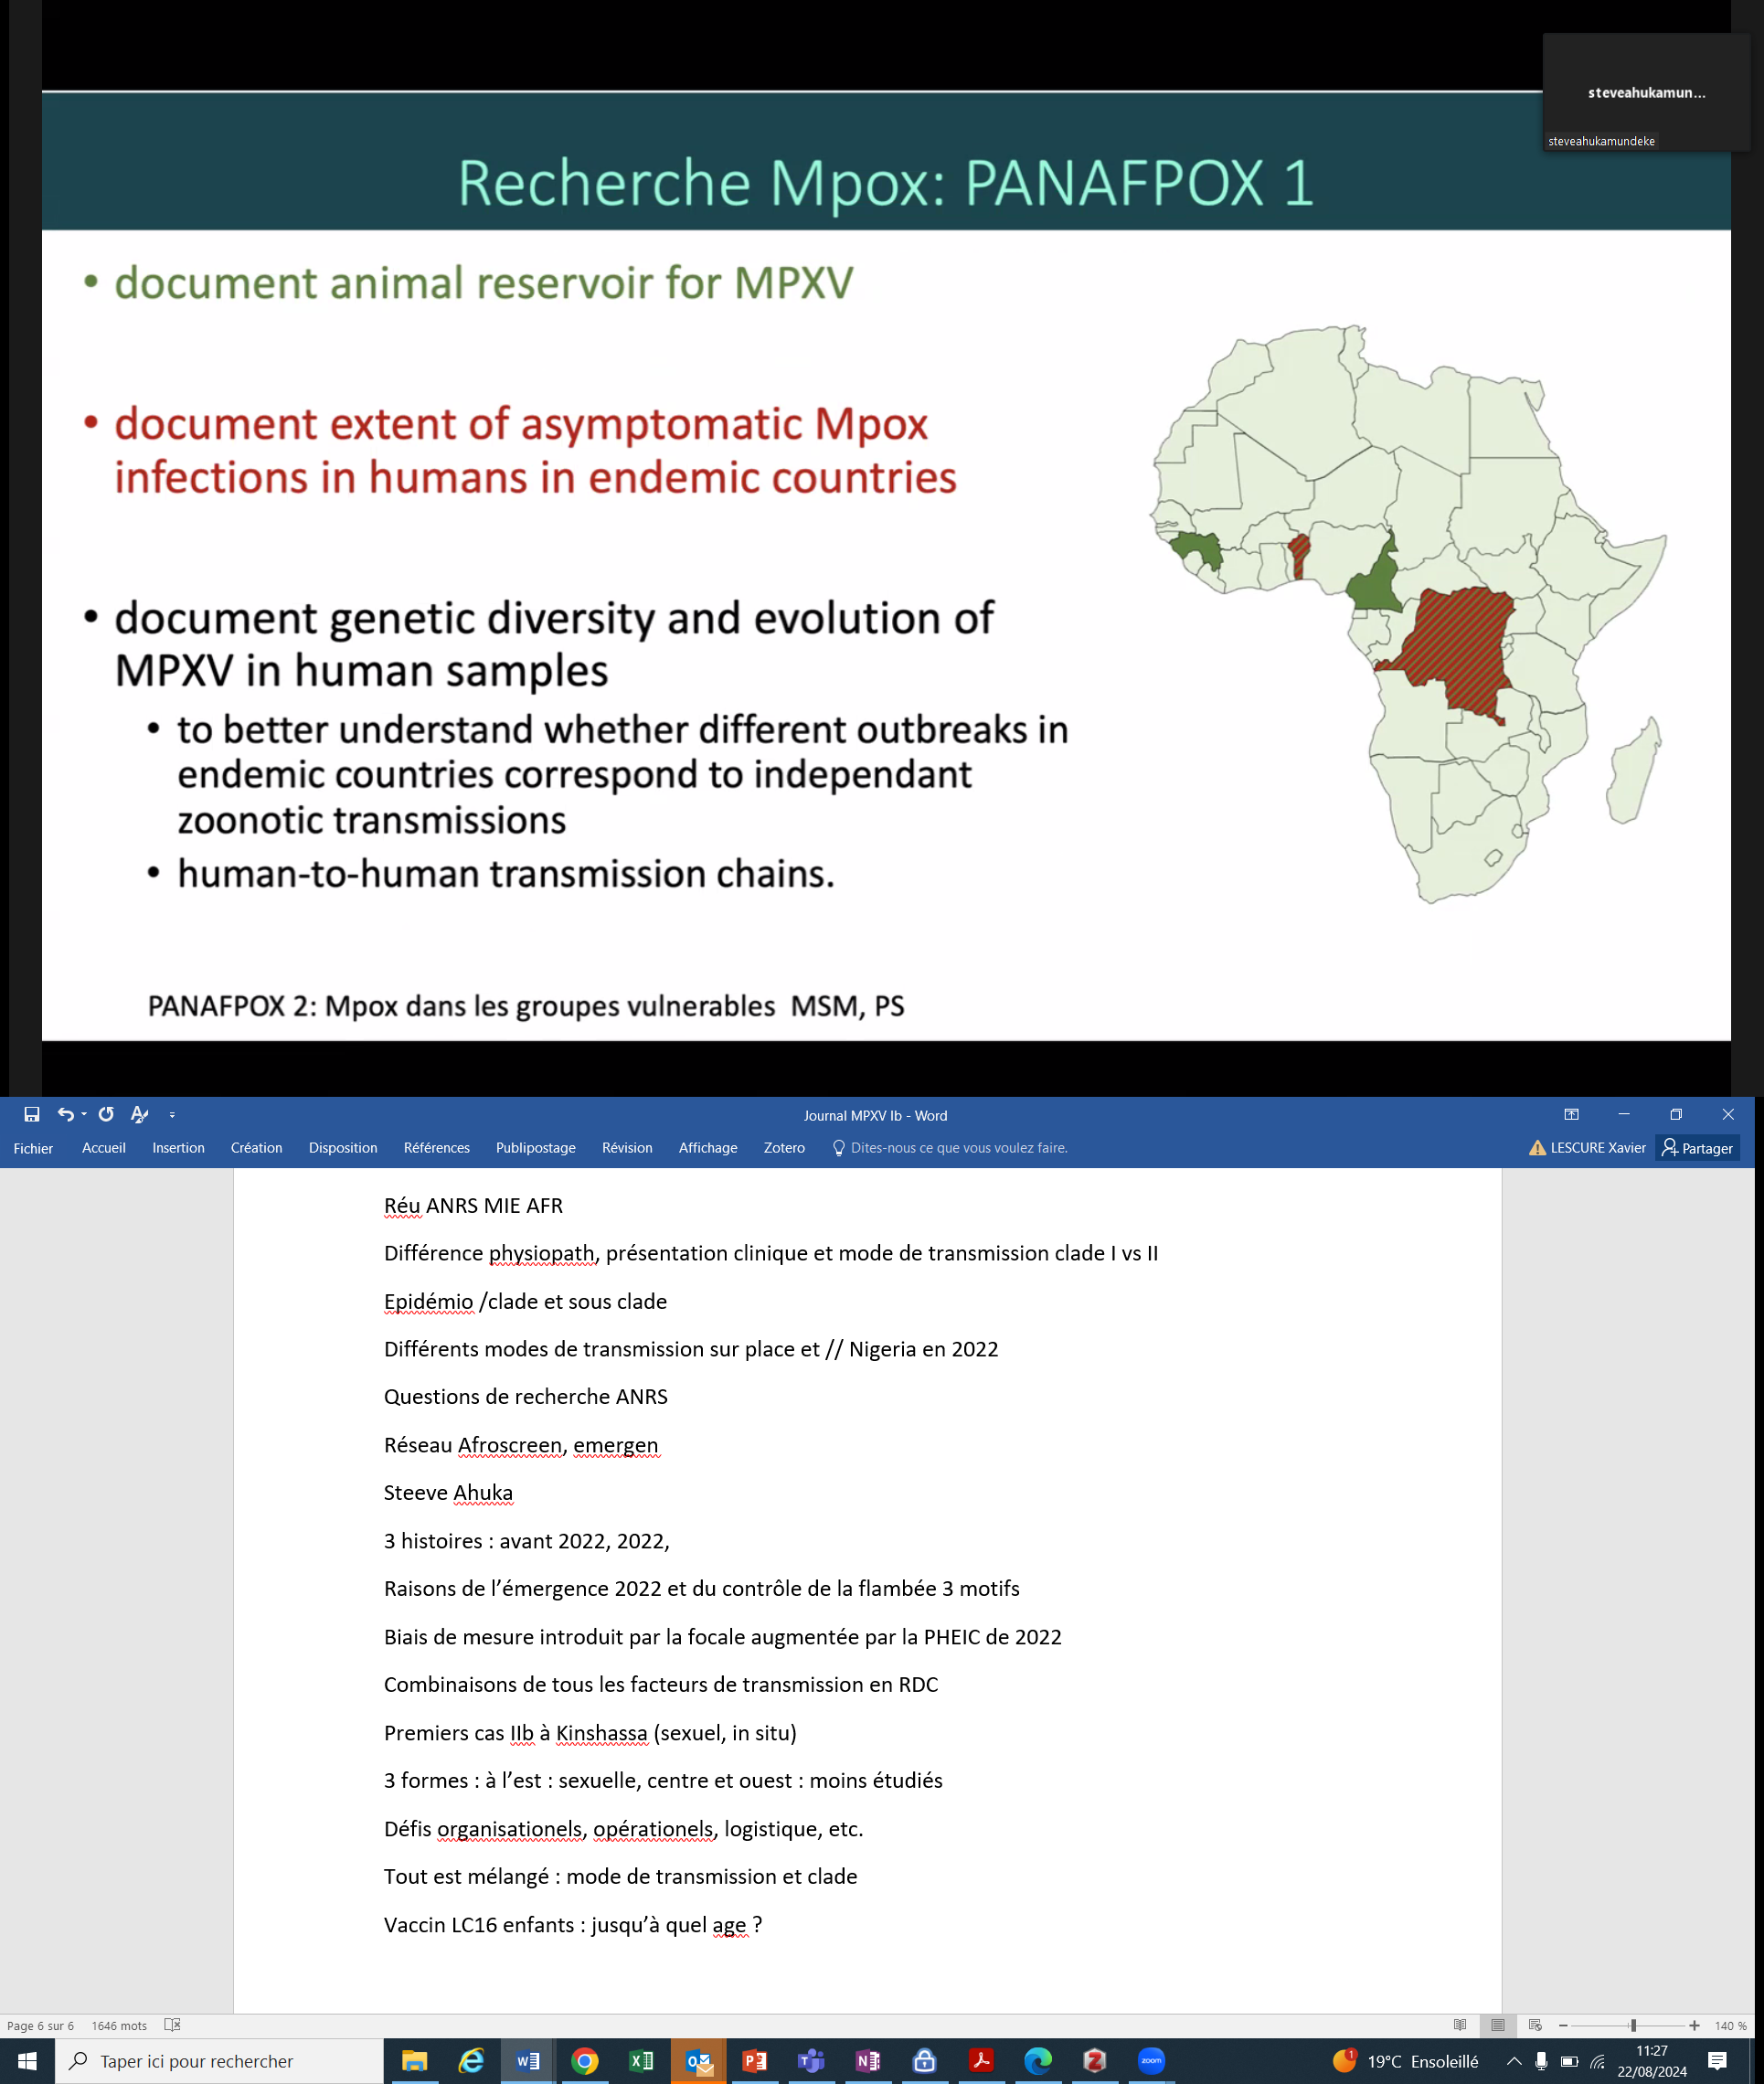 steveahukamun...
steveahukamundeke
Recherche Mpox: PANAFPOX 1
• document animal reservoir for MPXV
• document extent of asymptomatic Mpox
infections in humans in endemic countries
• document genetic diversity and evolution of
MPXV in human samples
• to better understand whether different outbreaks in
endemic countries correspond to independant
zoonotic transmissions
• human-to-human transmission chains.
PANAFPOX 2: Mpox dans les groupes vulnerables MSM, PS
Journal MPXV Ib - Word
Fichier Accueil Insertion Création Disposition Références Publipostage Révision Affichage Zotero Dites-nous ce que vous voulez faire. LESCURE Xavier Partager
Réu ANRS MIE AFR
Différence physiopath, présentation clinique et mode de transmission clade I vs II
Epidémio /clade et sous clade
Différents modes de transmission sur place et // Nigeria en 2022
Questions de recherche ANRS
Réseau Afroscreen, emergen
Steeve Ahuka
3 histoires : avant 2022, 2022,
Raisons de l’émergence 2022 et du contrôle de la flambée 3 motifs
Biais de mesure introduit par la focale augmentée par la PHEIC de 2022
Combinaisons de tous les facteurs de transmission en RDC
Premiers cas IIb à Kinshassa (sexuel, in situ)
3 formes : à l’est : sexuelle, centre et ouest : moins étudiés
Défis organisationels, opérationels, logistique, etc.
Tout est mélangé : mode de transmission et clade
Vaccin LC16 enfants : jusqu’à quel age ?
Page 6 sur 6 1646 mots 140 %
Taper ici pour rechercher
zoom
1
19°C Ensoleillé
11:27
22/08/2024